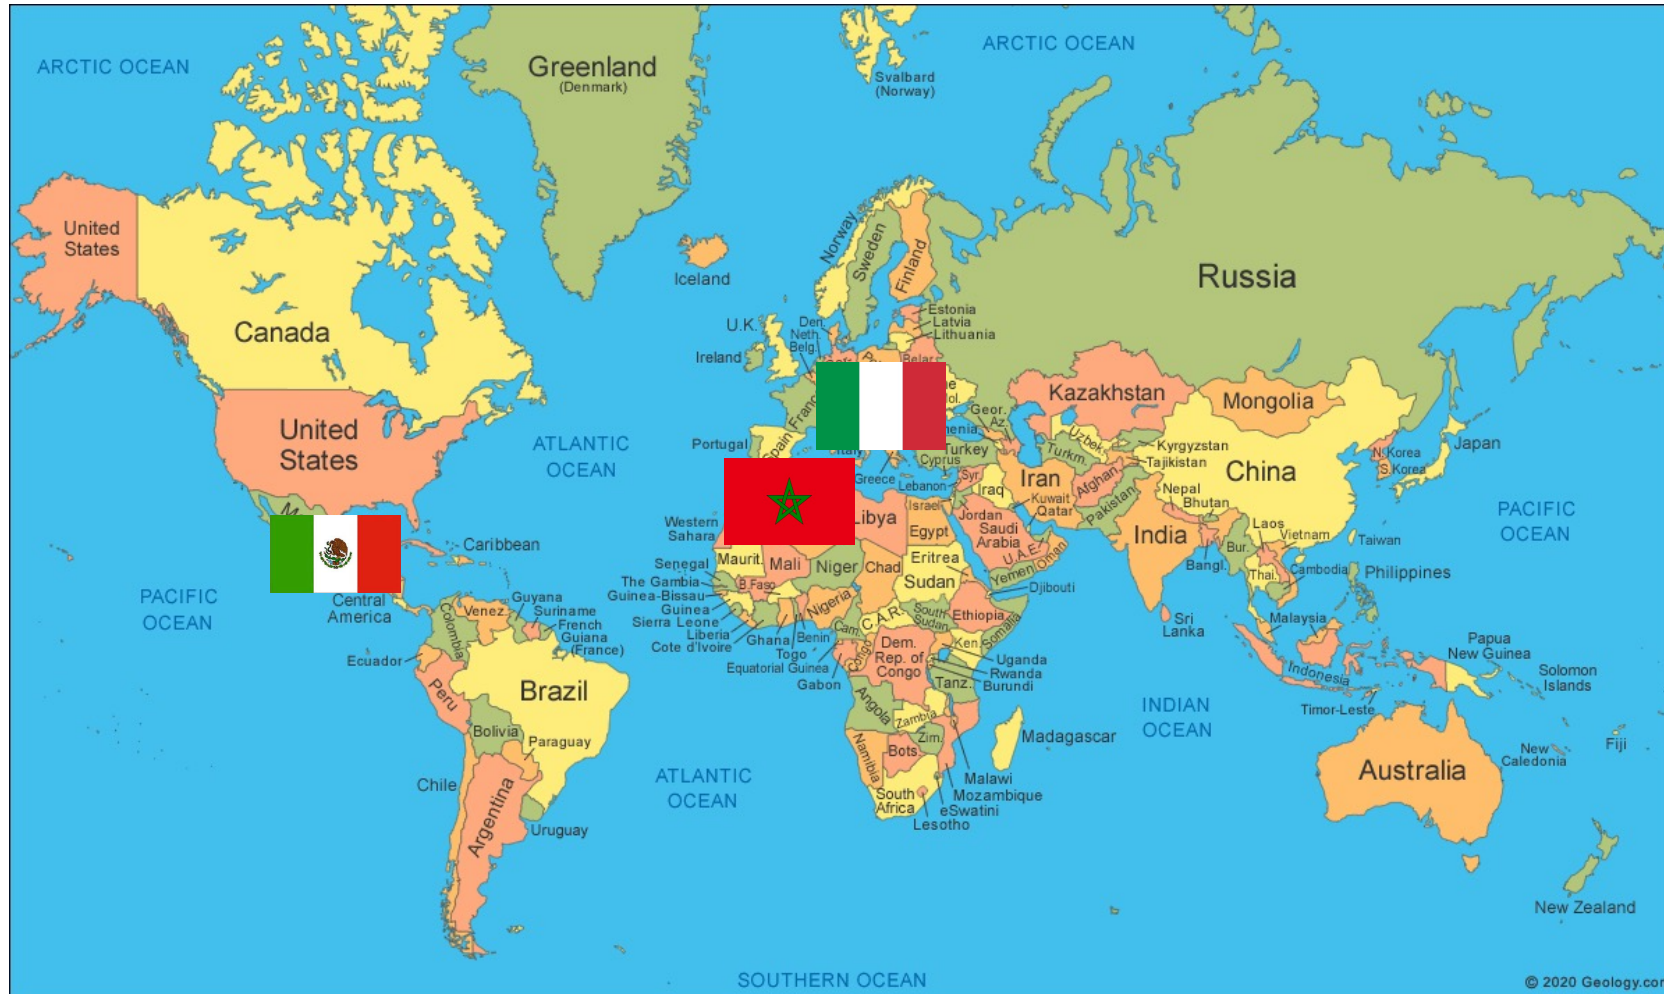 ARCTIC OCEAN
Greenland
(Denmark)
ARCTIC OCEAN
Svalbard
(Norway)
United
States
Norway
Sweden
Finland
Iceland
Russia
Canada
U.K.
Den.
Neth.
Belg.
Estonia
Latvia
Lithuania
Ireland
Belar.
Kazakhstan
Mongolia
Geor.
Az.
United
States
ATLANTIC
OCEAN
Portugal
Spain
Turkey
Cyprus
Uzbek.
Turkm.
Kyrgyzstan
Tajikistan
N.Korea
S.Korea
Japan
China
Greece
Lebanon
Syr.
Iraq
Iran
Afghan.
Pakistan
Nepal
Bhutan
Israel
Kuwait
Qatar
Jordan
Saudi
Arabia
U.A.E.
Oman
Western
Sahara
Libya
Egypt
India
Laos
Vietnam
Taiwan
PACIFIC
OCEAN
Caribbean
Maurit.
Mali
Niger
Chad
Eritrea
Sudan
Yemen
Djibouti
Bangl.
Bur.
Thai.
Cambodia
Philippines
Senegal
The Gambia
Guinea-Bissau
Guinea
Sierra Leone
Liberia
Cote d'Ivoire
B.Faso
Ghana
Togo
Benin
Nigeria
Equatorial Guinea
Gabon
Cam.
Congo
C.A.R.
South
Sudan
Ethiopia
Somalia
PACIFIC
OCEAN
Central
America
Venez.
Guyana
Suriname
French
Guiana
(France)
Colombia
Ecuador
Peru
Brazil
Bolivia
Paraguay
Chile
Argentina
Uruguay
Dem.
Rep. of
Congo
Ken.
Uganda
Rwanda
Burundi
Tanz.
Sri
Lanka
Malaysia
Indonesia
Papua
New Guinea
Solomon
Islands
Timor-Leste
INDIAN
OCEAN
Angola
Zambia
Zim.
Namibia
Bots.
Madagascar
Malawi
Mozambique
eSwatini
Lesotho
South
Africa
ATLANTIC
OCEAN
Australia
New
Caledonia
Fiji
New Zealand
SOUTHERN OCEAN
© 2020 Geology.com